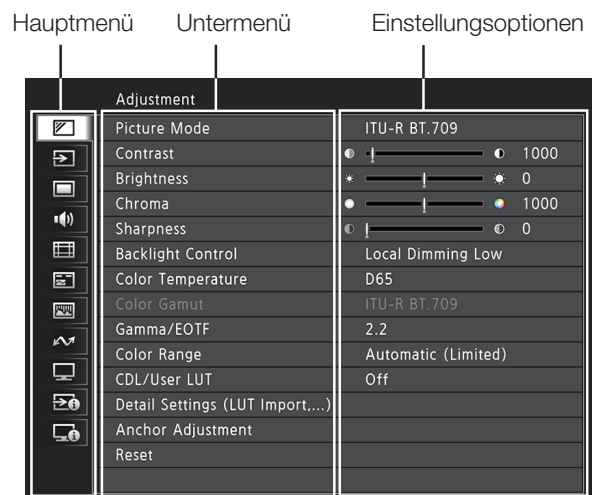 Hauptmenü Untermenü Einstellungsoptionen
Adjustment
Picture Mode ITU-R BT.709
Contrast 1000
Brightness 0
Chroma 1000
Sharpness 0
Backlight Control Local Dimming Low
Color Temperature D65
Color Gamut ITU-R BT.709
Gamma/EOTF 2.2
Color Range Automatic (Limited)
CDL/User LUT Off
Detail Settings (LUT Import,...)
Anchor Adjustment
Reset